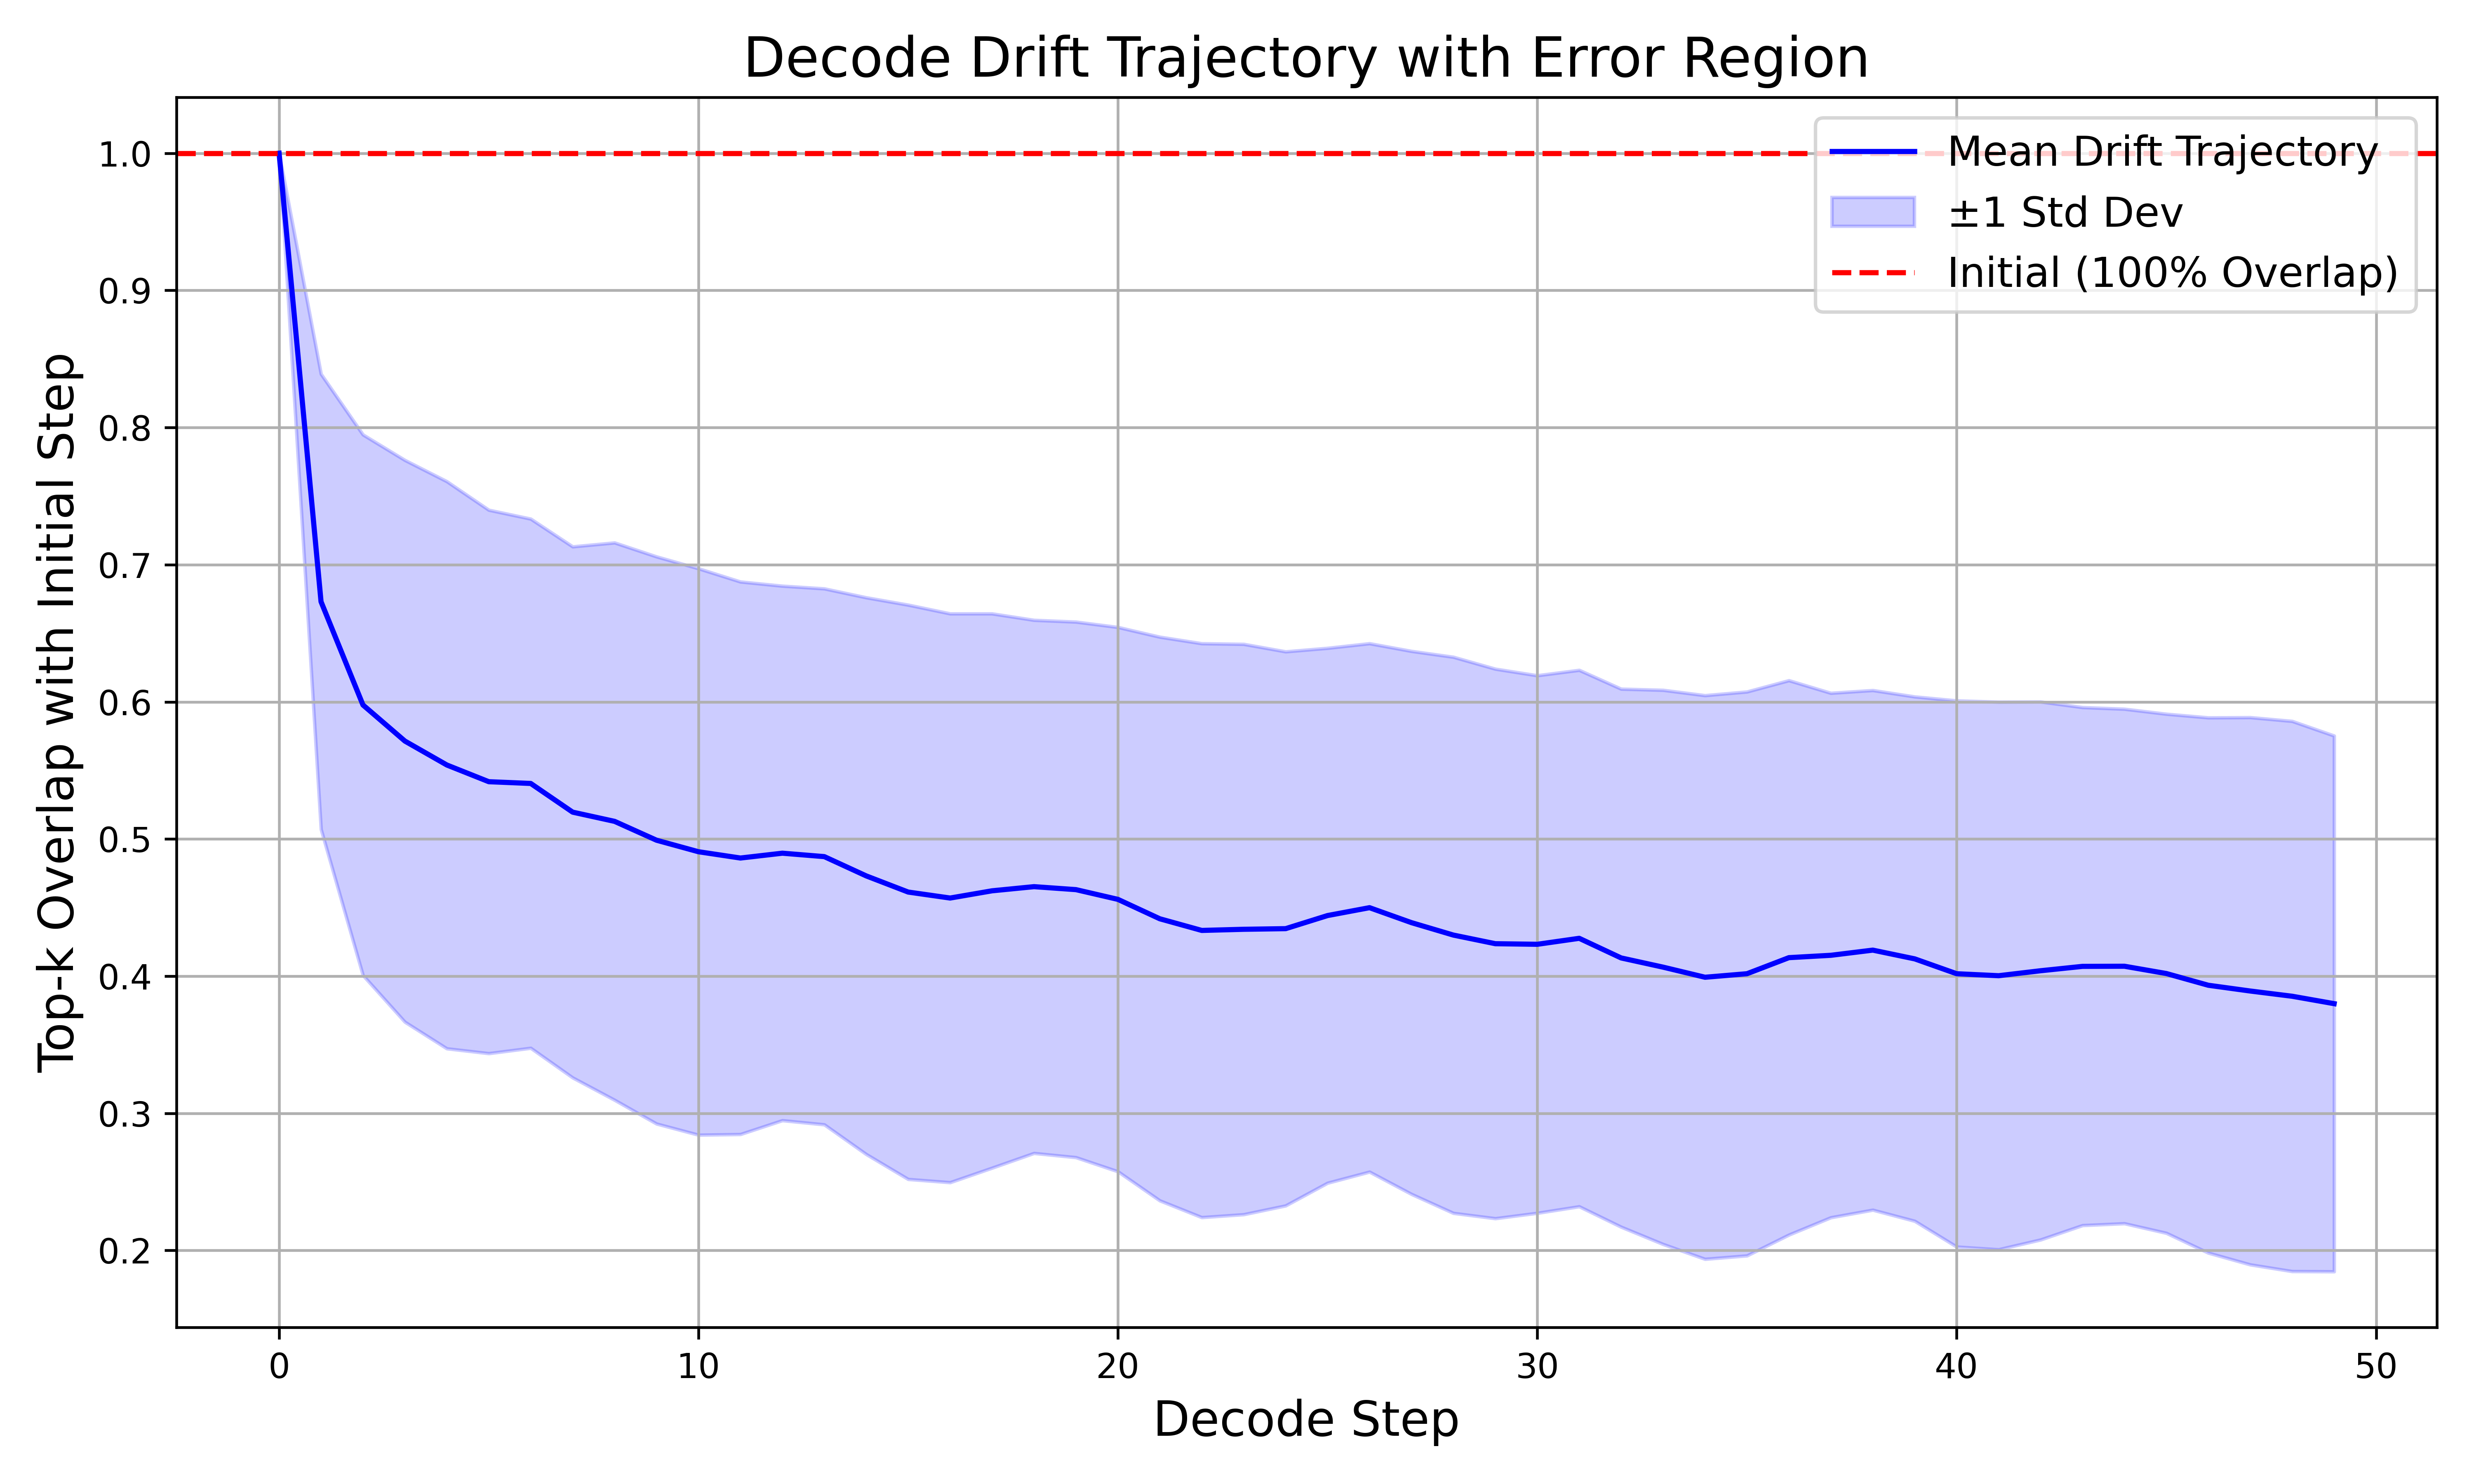 Decode Drift Trajectory with Error Region
Mean Drift Trajectory
±1 Std Dev
Initial (100% Overlap)
Top-k Overlap with Initial Step
1.0
0.9
0.8
0.7
0.6
0.5
0.4
0.3
0.2
0 10 20 30 40 50
Decode Step